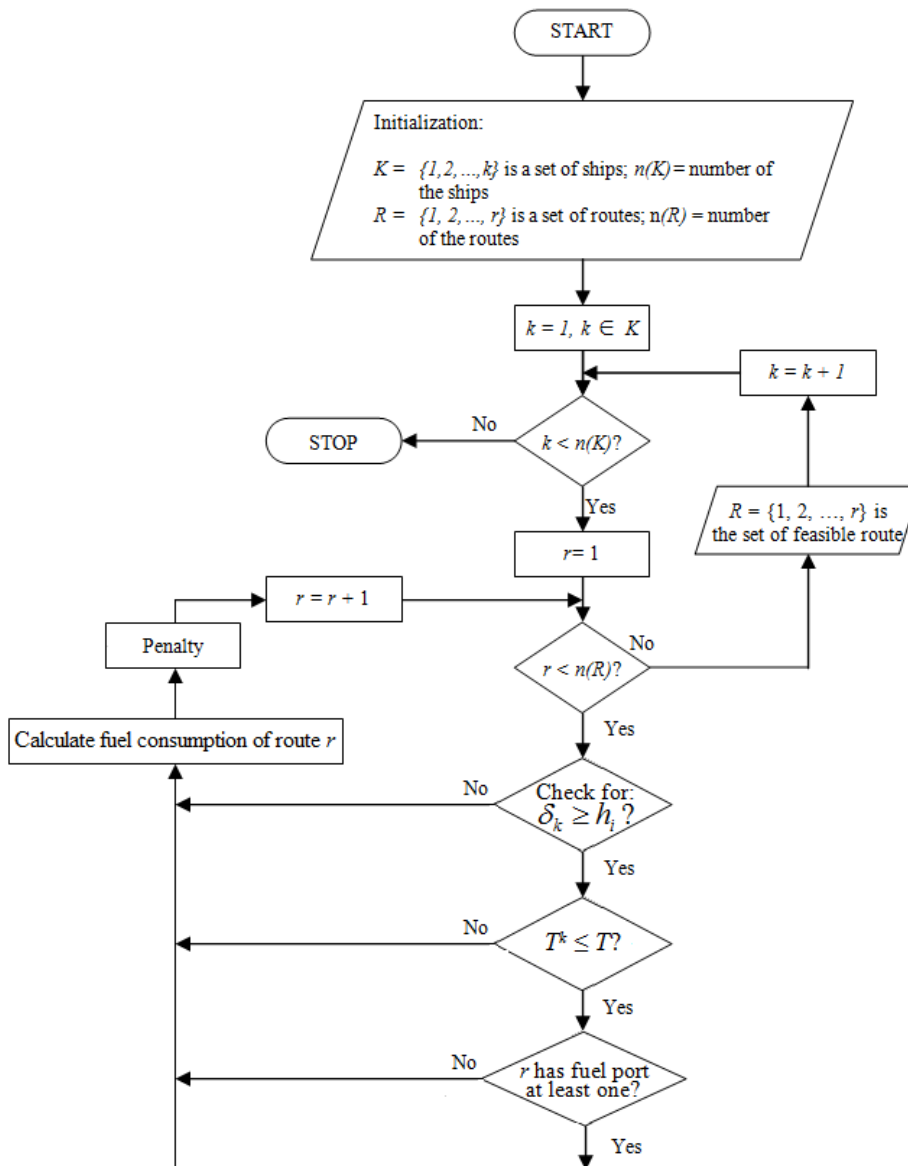 START
Initialization:
K = {1,2,...,k} is a set of ships; n(K) = number of
the ships
R = {1, 2,..., r} is a set of routes; n(R) = number
of the routes
k = 1, k ∈ K
k = k + 1
No
STOP
k < n(K)?
Yes
R = {1, 2, …, r} is
the set of feasible route
r= 1
r = r + 1
Penalty
No
r < n(R)?
Yes
Calculate fuel consumption of route r
No
Check for:
δk ≥ hi ?
Yes
No
Tᵏ ≤ T?
Yes
No
r has fuel port
at least one?
Yes